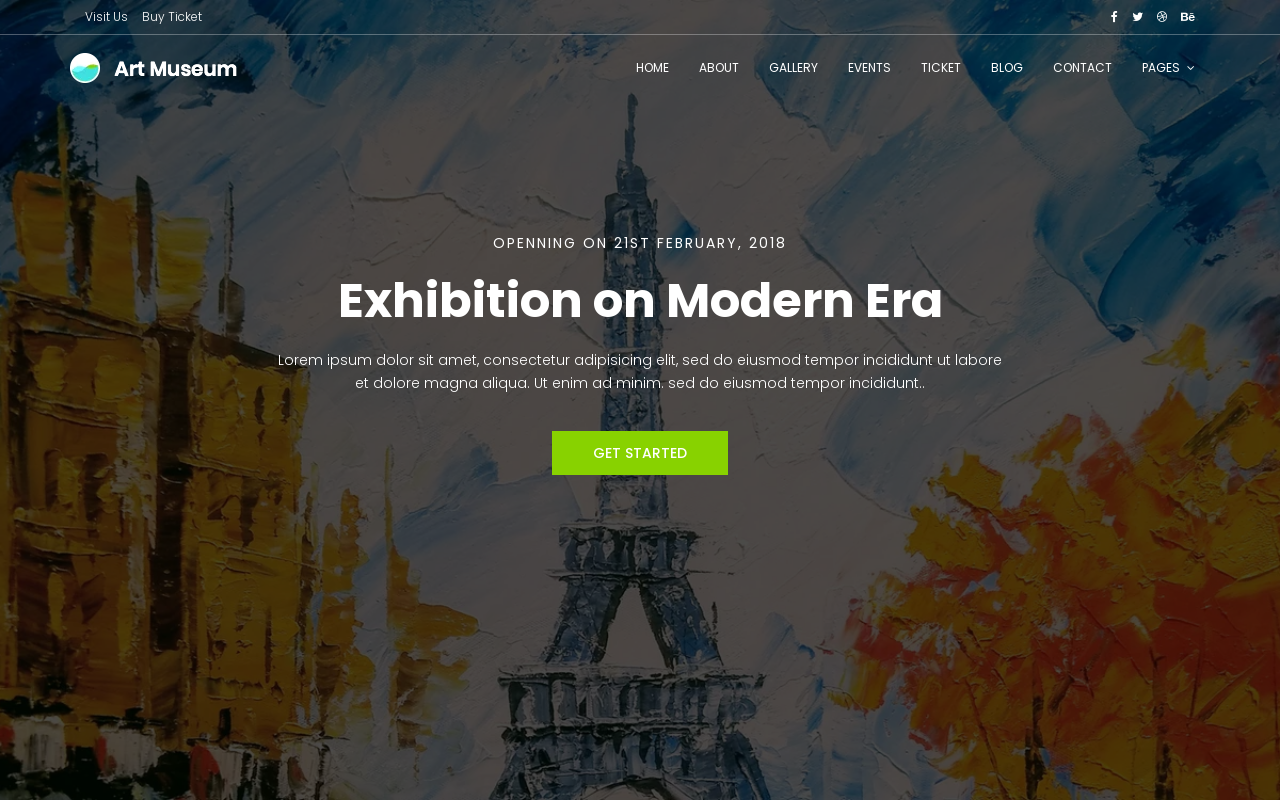 Visit Us Buy Ticket
Bē
Art Museum
HOME ABOUT GALLERY EVENTS TICKET BLOG CONTACT PAGES
OPENNING ON 21ST FEBRUARY, 2018
Exhibition on Modern Era
Lorem ipsum dolor sit amet, consectetur adipisicing elit, sed do eiusmod tempor incididunt ut labore
et dolore magna aliqua. Ut enim ad minim. sed do eiusmod tempor incididunt..
GET STARTED